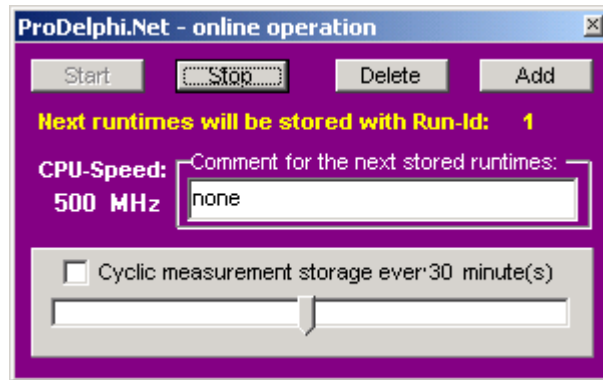 ProDelphi.Net - online operation
Start Stop Delete Add
Next runtimes will be stored with Run-Id: 1
Comment for the next stored runtimes:
CPU-Speed:
500 MHz
none
Cyclic measurement storage ever 30 minute(s)